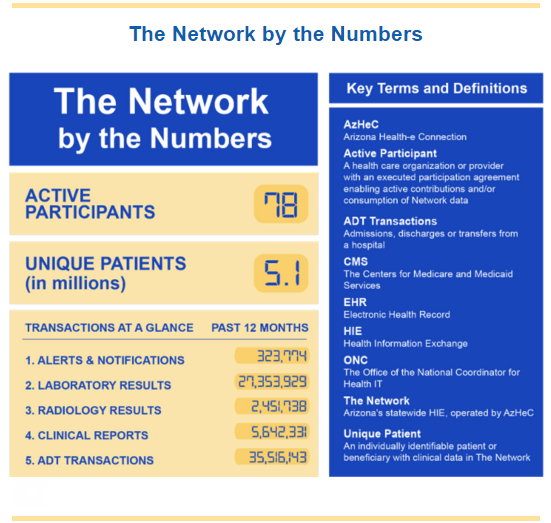 The Network by the Numbers
The Network
by the Numbers
ACTIVE
PARTICIPANTS
78
UNIQUE PATIENTS
(in millions)
5.1
TRANSACTIONS AT A GLANCE PAST 12 MONTHS
1. ALERTS & NOTIFICATIONS 323,774
2. LABORATORY RESULTS 27,353,929
3. RADIOLOGY RESULTS 2,451,738
4. CLINICAL REPORTS 5,642,331
5. ADT TRANSACTIONS 35,516,143
Key Terms and Definitions
AzHeC
Arizona Health-e Connection
Active Participant
A health care organization or provider
with an executed participation agreement
enabling active contributions and/or
consumption of Network data
ADT Transactions
Admissions, discharges or transfers from
a hospital
CMS
The Centers for Medicare and Medicaid
Services
EHR
Electronic Health Record
HIE
Health Information Exchange
ONC
The Office of the National Coordinator for
Health IT
The Network
Arizona's statewide HIE, operated by AzHeC
Unique Patient
An individually identifiable patient or
beneficiary with clinical data in The Network